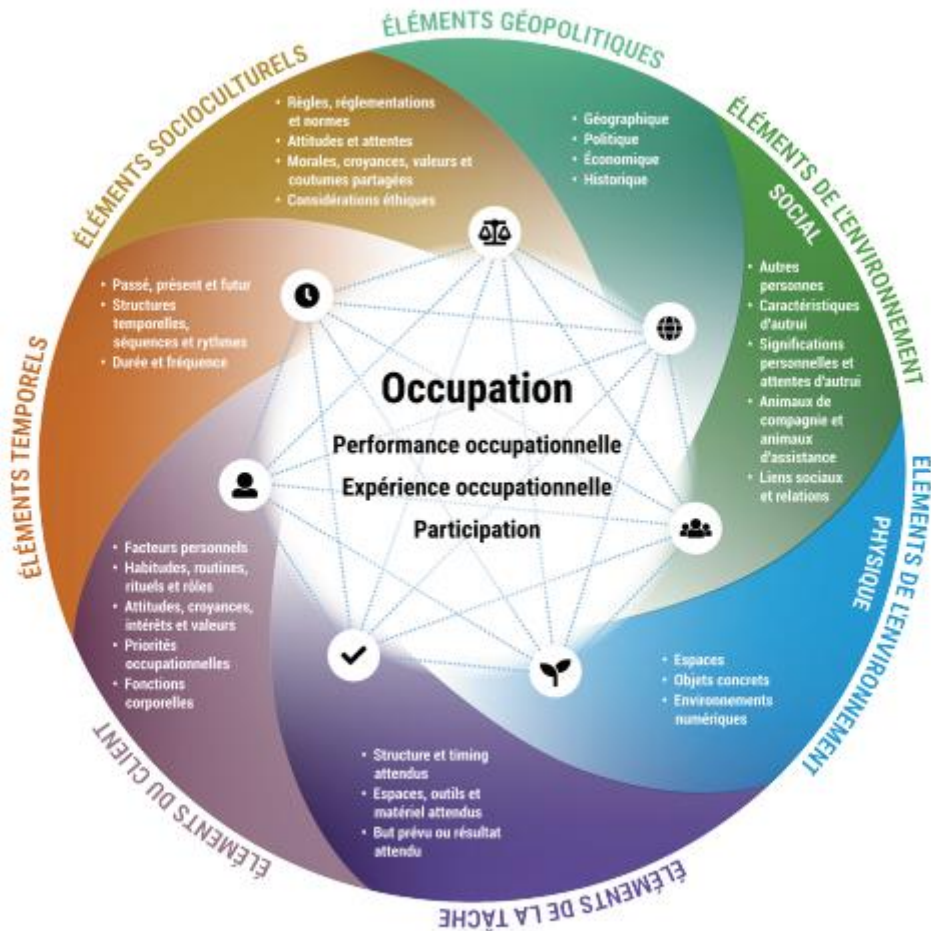 ÉLÉMENTS GÉOPOLITIQUES
• Géographique
• Politique
• Économique
• Historique
ÉLÉMENTS DE L'ENVIRONNEMENT
SOCIAL
• Autres
personnes
• Caractéristiques
d'autrui
• Significations
personnelles et
attentes d'autrui
• Animaux de
compagnie et
animaux
d'assistance
• Liens sociaux
et relations
ÉLÉMENTS DE L'ENVIRONNEMENT
PHYSIQUE
• Espaces
• Objets concrets
• Environnements
numériques
ÉLÉMENTS DE LA TÂCHE
• Structure et timing
attendus
• Espaces, outils et
matériel attendus
• But prévu ou résultat
attendu
ÉLÉMENTS DU CLIENT
• Facteurs personnels
• Habitudes, routines,
rituels et rôles
• Attitudes, croyances,
intérêts et valeurs
• Priorités
occupationnelles
• Fonctions
corporelles
ÉLÉMENTS TEMPORELS
• Passé, présent et futur
• Structures
temporelles,
séquences et rythmes
• Durée et fréquence
ÉLÉMENTS SOCIOCULTURELS
• Règles, réglementations
et normes
• Attitudes et attentes
• Morales, croyances, valeurs et
coutumes partagées
• Considérations éthiques
Occupation
Performance occupationnelle
Expérience occupationnelle
Participation